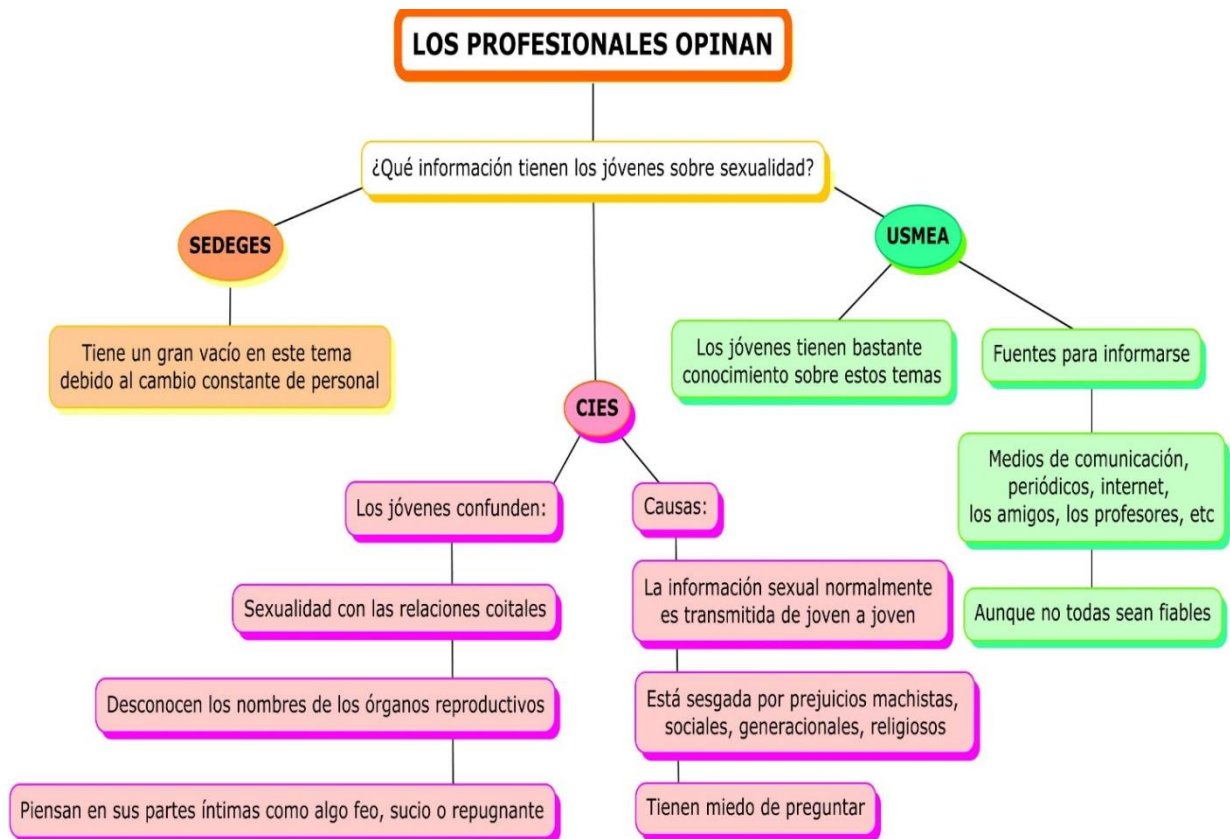 LOS PROFESIONALES OPINAN
¿Qué información tienen los jóvenes sobre sexualidad?
SEDEGES
Tiene un gran vacío en este tema
debido al cambio constante de personal
CIES
Los jóvenes confunden:
Sexualidad con las relaciones coitales
Desconocen los nombres de los órganos reproductivos
Piensan en sus partes íntimas como algo feo, sucio o repugnante
Causas:
La información sexual normalmente
es transmitida de joven a joven
Está sesgada por prejuicios machistas,
sociales, generacionales, religiosos
Tienen miedo de preguntar
USMEA
Los jóvenes tienen bastante
conocimiento sobre estos temas
Fuentes para informarse
Medios de comunicación,
periódicos, internet,
los amigos, los profesores, etc
Aunque no todas sean fiables